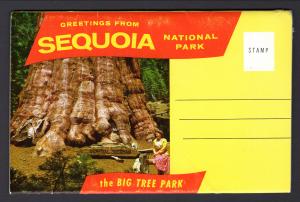 GREETINGS FROM
SEQUOIA NATIONAL PARK
STAMP
the BIG TREE PARK